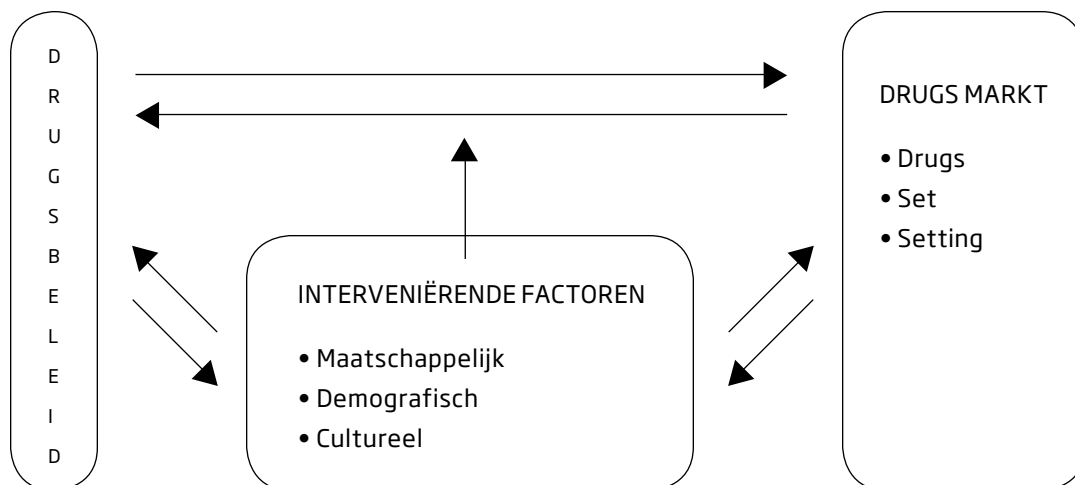 D
R
U
G
S
B
E
L
E
I
D
DRUGS MARKT
• Drugs
• Set
• Setting
INTERVENIËRENDE FACTOREN
• Maatschappelijk
• Demografisch
• Cultureel